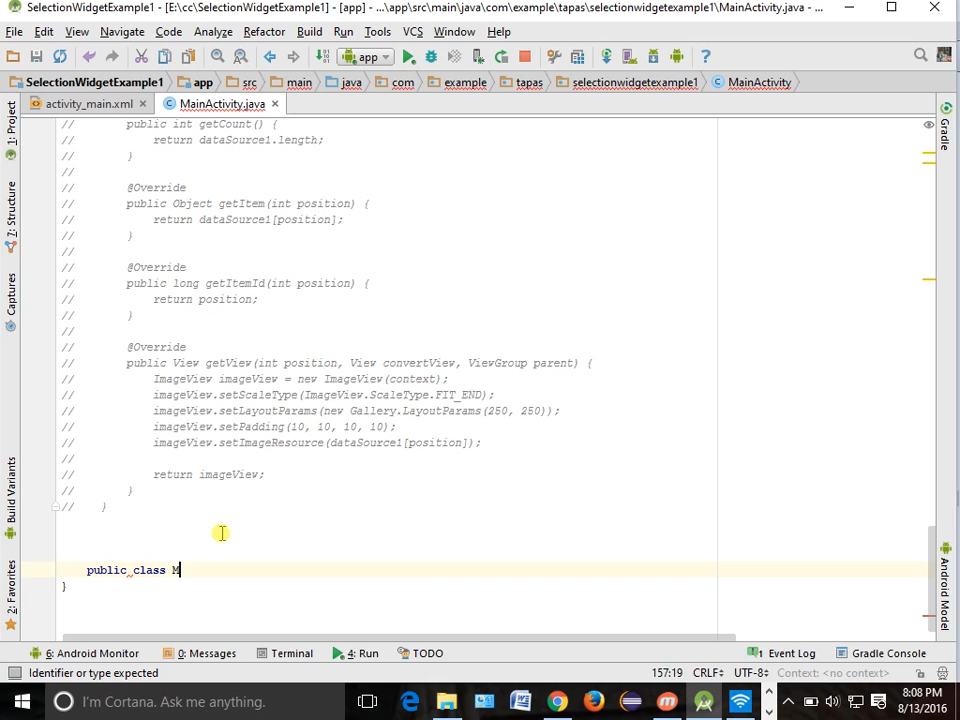 SelectionWidgetExample1 - [E:\cc\SelectionWidgetExample1] - [app] - ...\app\src\main\java\com\example\tapas\selectionwidgetexample1\MainActivity.java - ...
File Edit View Navigate Code Analyze Refactor Build Run Tools VCS Window Help
app
SelectionWidgetExample1 app src main java com example tapas selectionwidgetexample1 MainActivity
activity_main.xml MainActivity.java
1: Project
7: Structure
Captures
Build Variants
2: Favorites
//        public int getCount() {
//            return dataSource1.length;
//        }
//
//        @Override
//        public Object getItem(int position) {
//            return dataSource1[position];
//        }
//
//        @Override
//        public long getItemId(int position) {
//            return position;
//        }
//
//        @Override
//        public View getView(int position, View convertView, ViewGroup parent) {
//            ImageView imageView = new ImageView(context);
//            imageView.setScaleType(ImageView.ScaleType.FIT_END);
//            imageView.setLayoutParams(new Gallery.LayoutParams(250, 250));
//            imageView.setPadding(10, 10, 10, 10);
//            imageView.setImageResource(dataSource1[position]);
//
//            return imageView;
//        }
//    }
public class M
}
Gradle
Android Model
6: Android Monitor 0: Messages Terminal 4: Run TODO 1 Event Log Gradle Console
Identifier or type expected 157:19 CRLF UTF-8 Context: <no context>
I'm Cortana. Ask me anything.
8:08 PM
8/13/2016